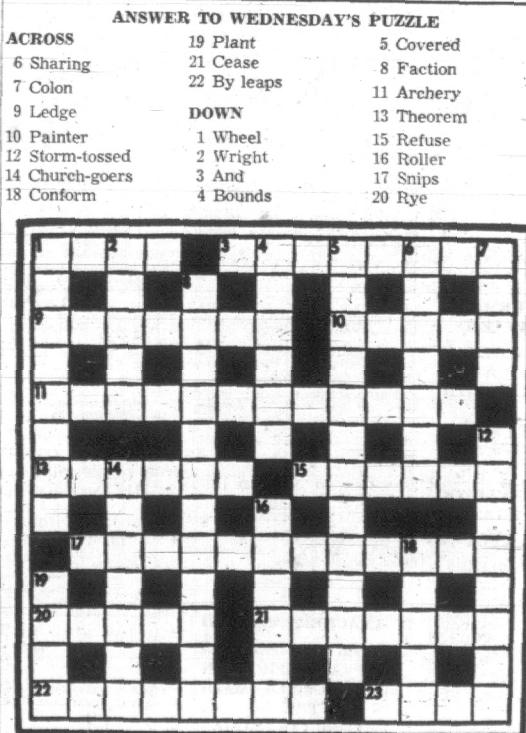 ANSWER TO WEDNESDAY'S PUZZLE
ACROSS
6 Sharing
7 Colon
9 Ledge
10 Painter
12 Storm-tossed
14 Church-goers
18 Conform
19 Plant
21 Cease
22 By leaps
DOWN
1 Wheel
2 Wright
3 And
4 Bounds
5 Covered
8 Faction
11 Archery
13 Theorem
15 Refuse
16 Roller
17 Snips
20 Rye
1 2 3 4 5 6 7
8
9 10
11
12
13 14 15
16
17 18
19
20 21
22 23